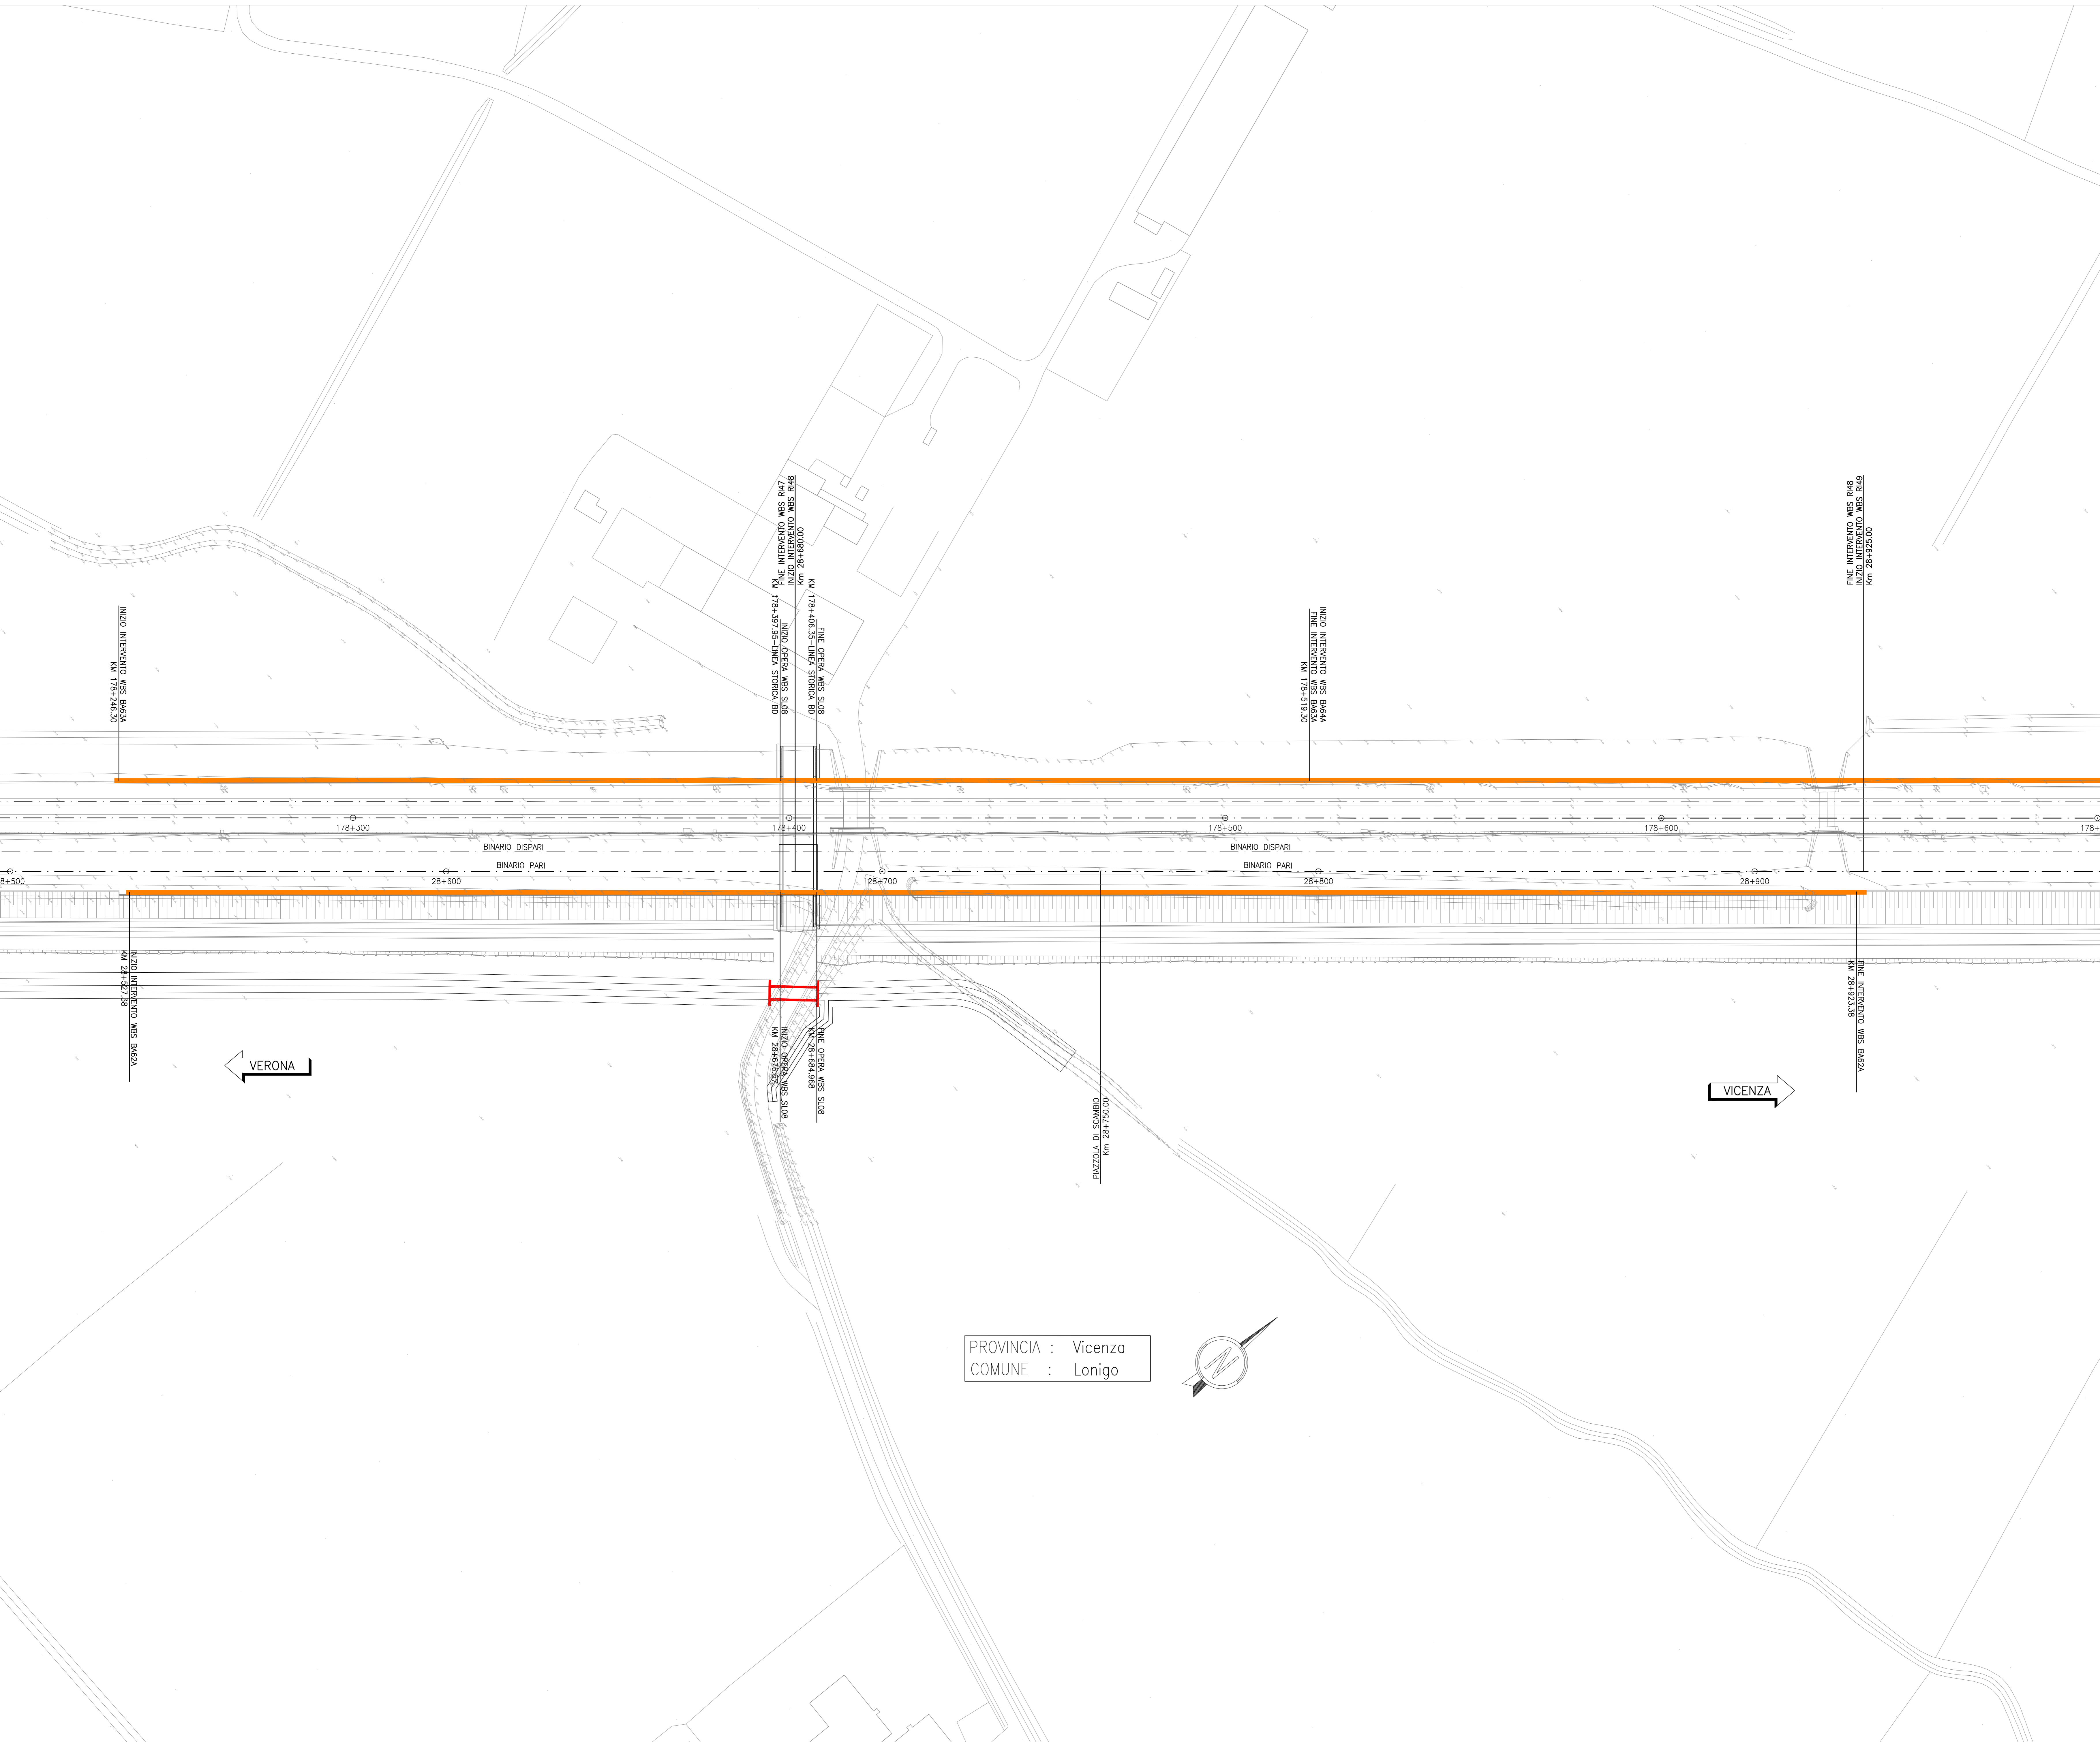 FINE INTERVENTO WBS RI47
INIZIO INTERVENTO WBS RI48
Km 28+680.00
FINE INTERVENTO WBS RI48
INIZIO INTERVENTO WBS RI49
Km 28+925.00
INIZIO INTERVENTO WBS BA63A
KM 178+246.30
INIZIO OPERA WBS SL08
KM 178+397.95-LINEA STORICA BD
FINE OPERA WBS SL08
KM 178+406.35-LINEA STORICA BD
INIZIO INTERVENTO WBS BA64A
FINE INTERVENTO WBS BA63A
KM 178+519.30
178+300
178+400
178+500
178+600
178+
BINARIO DISPARI
BINARIO DISPARI
BINARIO PARI
BINARIO PARI
8+500
28+600
28+700
28+800
28+900
INIZIO INTERVENTO WBS BA62A
KM 28+527.38
INIZIO OPERA WBS SL08
FINE OPERA WBS SL08
KM 28+684.968
FINE INTERVENTO WBS BA62A
KM 28+923.38
VERONA
VICENZA
PIAZZOLA DI SCAMBIO
Km 28+750.00
PROVINCIA : Vicenza
COMUNE : Lonigo
N